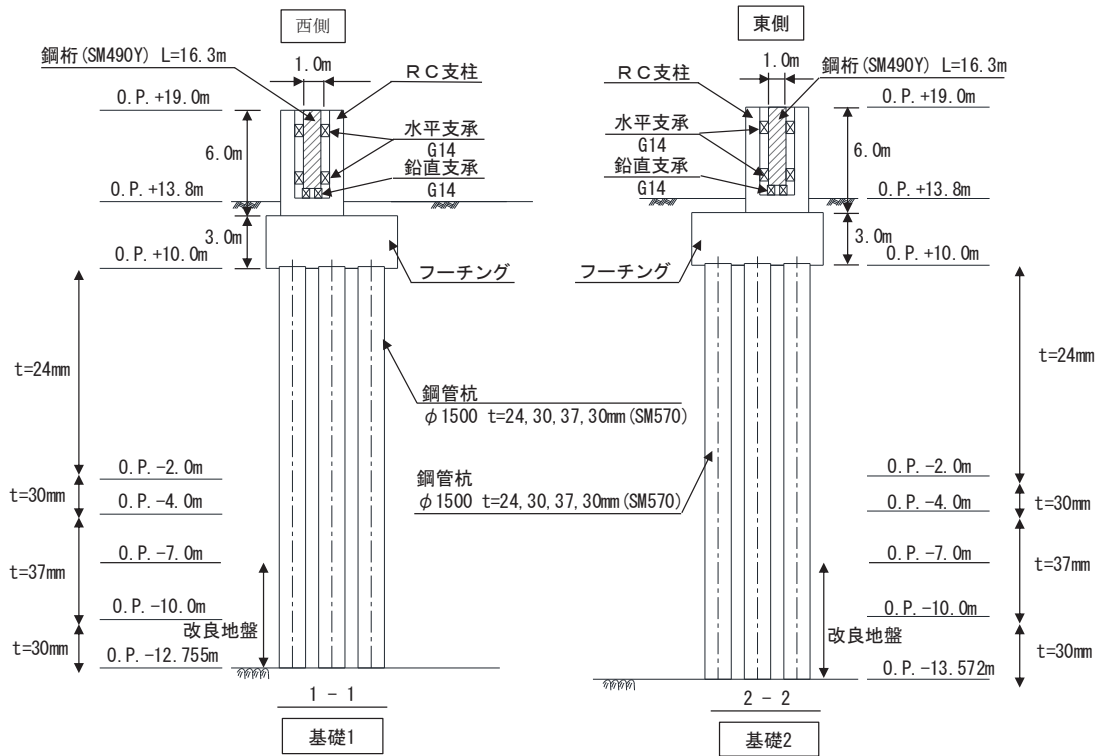 西側
鋼桁(SM490Y) L=16.3m
1.0m
RC支柱
O.P.+19.0m
水平支承
G14
6.0m
鉛直支承
G14
O.P.+13.8m
3.0m
O.P.+10.0m
フーチング
t=24mm
鋼管杭
φ1500 t=24,30,37,30mm(SM570)
O.P.-2.0m
t=30mm
O.P.-4.0m
O.P.-7.0m
t=37mm
O.P.-10.0m
改良地盤
t=30mm
O.P.-12.755m
1-1
基礎1
東側
鋼桁(SM490Y) L=16.3m
1.0m
RC支柱
O.P.+19.0m
水平支承
G14
6.0m
鉛直支承
G14
O.P.+13.8m
3.0m
O.P.+10.0m
フーチング
t=24mm
鋼管杭
φ1500 t=24,30,37,30mm(SM570)
O.P.-2.0m
t=30mm
O.P.-4.0m
O.P.-7.0m
t=37mm
O.P.-10.0m
改良地盤
t=30mm
O.P.-13.572m
2-2
基礎2